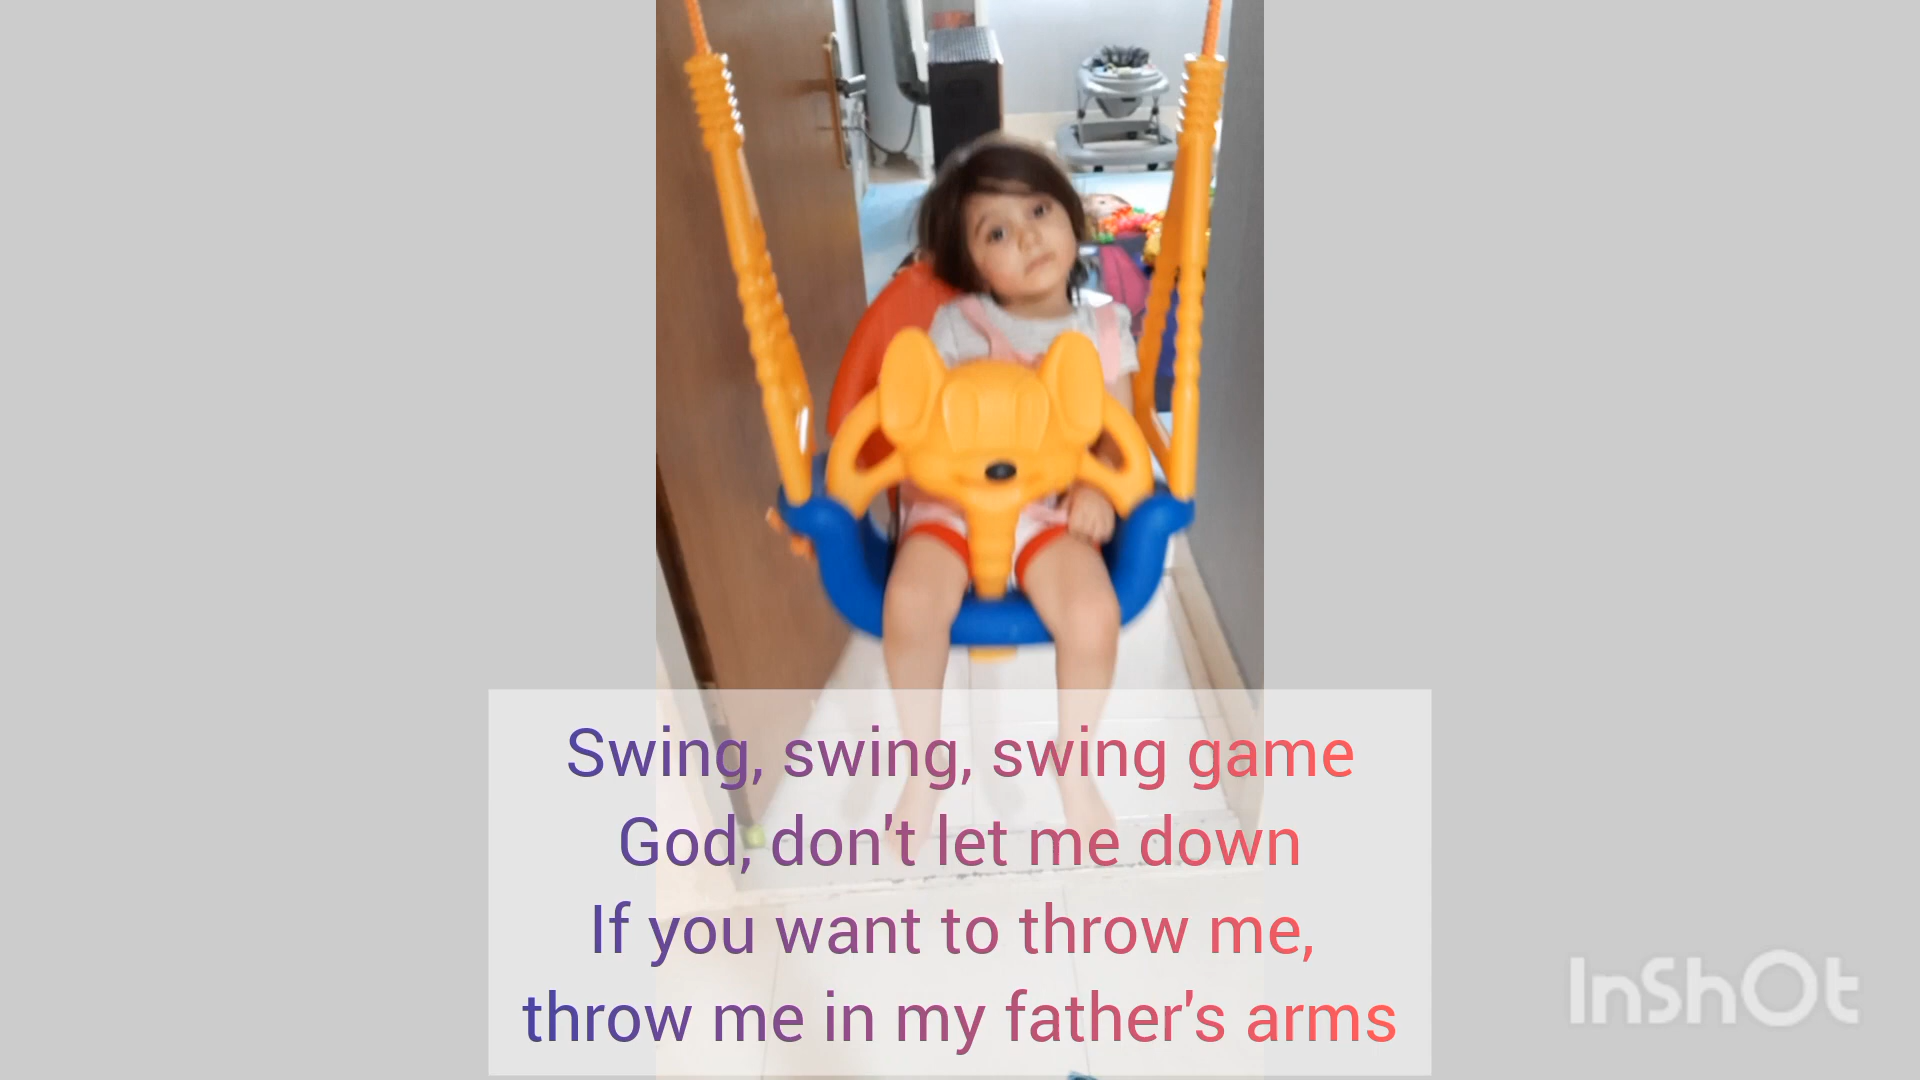 Swing, swing, swing game
God, don't let me down
If you want to throw me,
throw me in my father's arms
InShOt